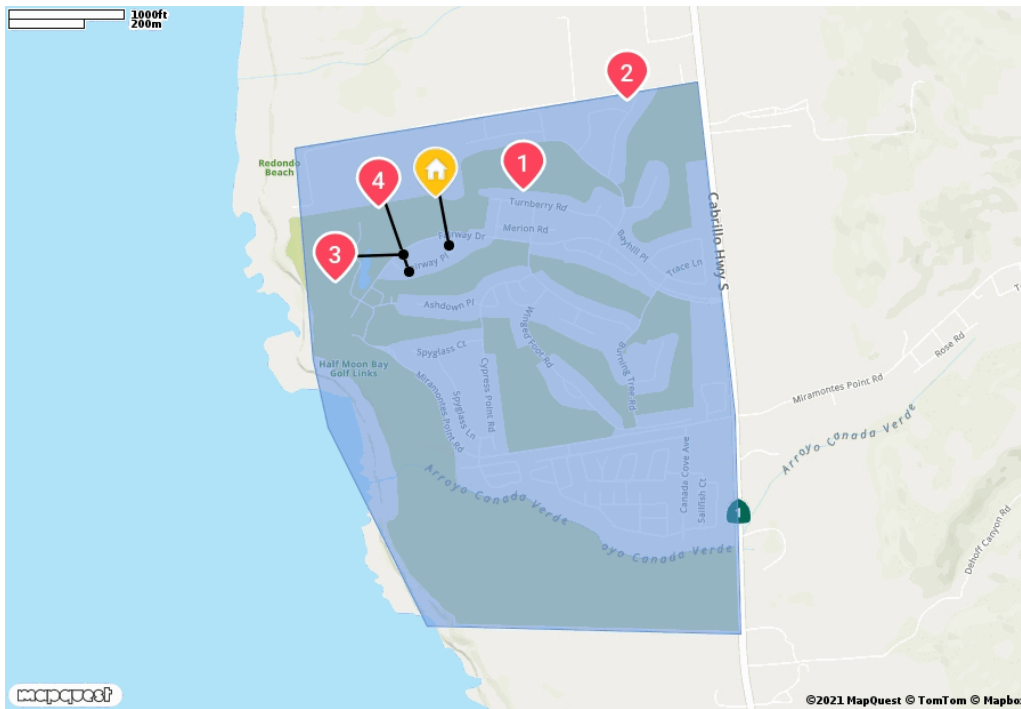 1000ft
200m
2
1
4
3
Redondo
Beach
Turnberry Rd
Merion Rd
Fairway Dr
Bayhill Pl
Trace Ln
Cabrillo Hwy S
Ashdown Pl
Winged Foot Rd
Burning Tree Rd
Spyglass Ct
Half Moon Bay
Golf Links
Cypress Point Rd
Miramontes Point Rd
Spyglass Ln
Rose Rd
Miramontes Point Rd
Arroyo Canada Verde
Arroyo Canada Verde
Canada Cove Ave
Sailfish Ct
1
oyo Canada Verde
Dehoff Canyon Rd
mapquest
©2021 MapQuest © TomTom © Mapbo